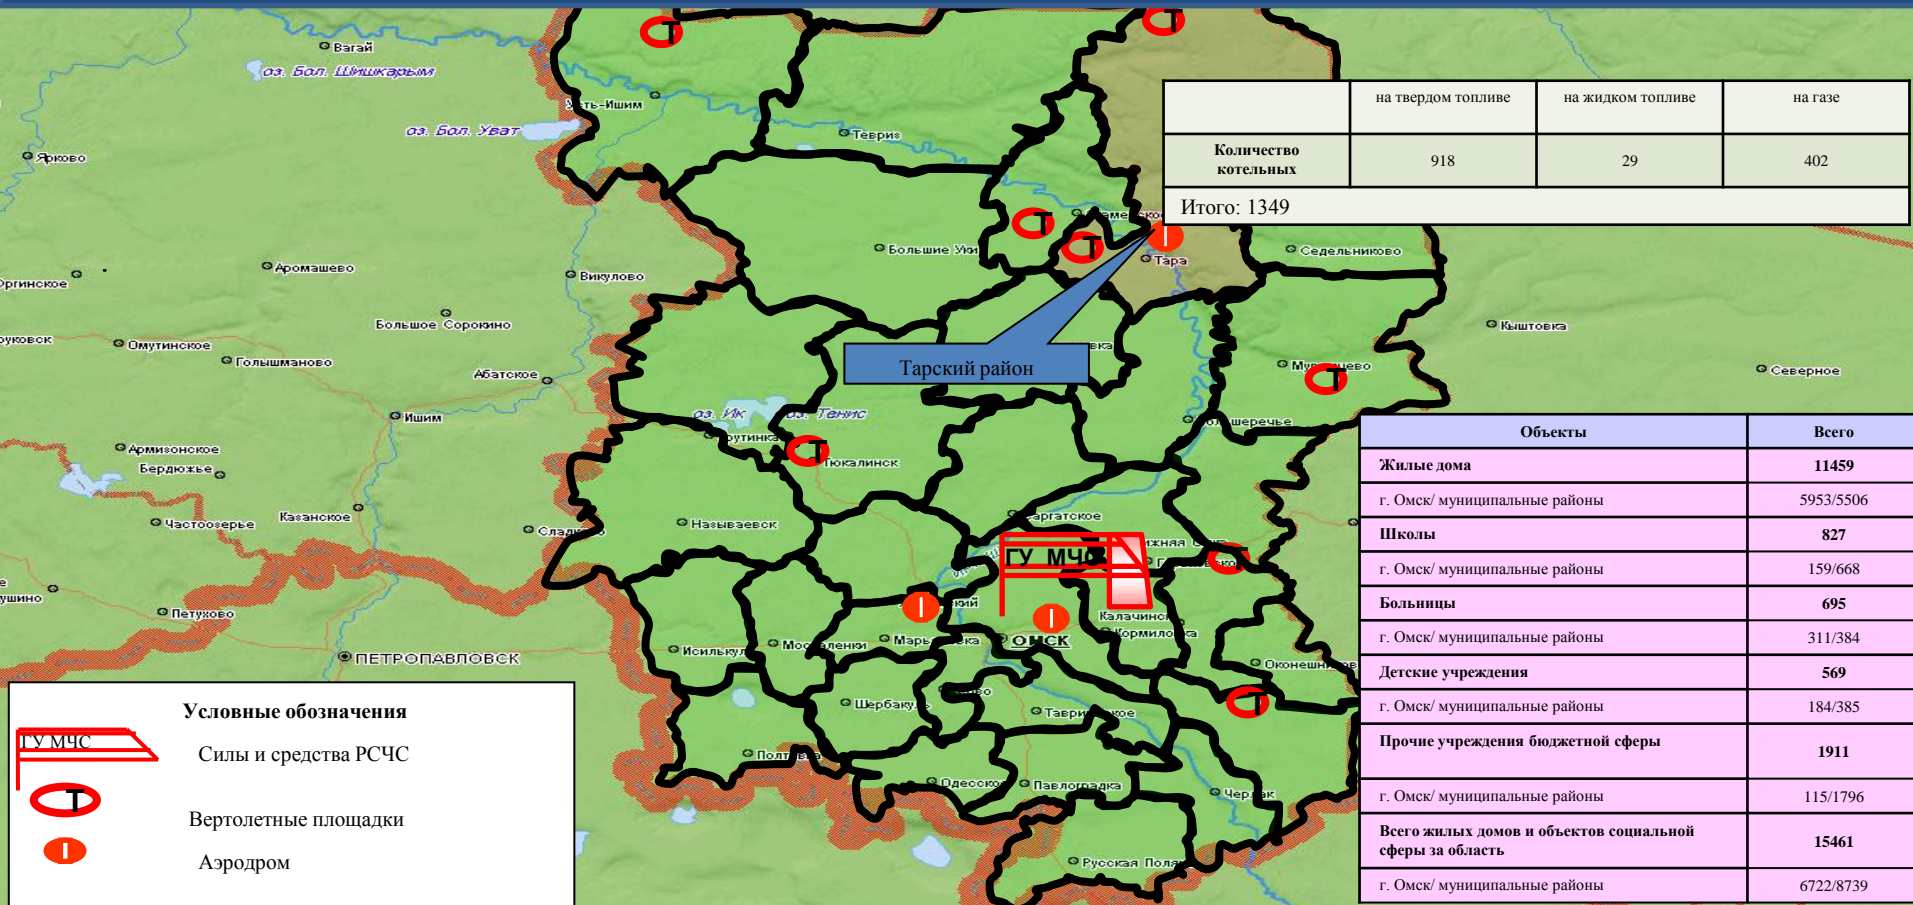 Вагай
оз. Бол. Шишкарым
Усть-Ишим
оз. Бол. Уват
Тевриз
Ярково
на твердом топливе
на жидком топливе
на газе
Количество котельных
918
29
402
Итого: 1349
Большие Уки
Тара
Седельниково
Аромашево
Викулово
Большое Сорокино
Омутинское
Голышманово
Абатское
Кыштовка
Северное
Тарский район
Ишим
оз. Ик
оз. Тенис
Тюкалинск
Армизонское
Бердюжье
Казанское
Частоозерье
Называевск
ГУ МЧС
Калачинск
Кормиловка
ОМСК
Петухово
ПЕТРОПАВЛОВСК
Исилькуль
Москаленки
Марьяновка
Шербакуль
Таврическое
Полтавка
Одесское
Павлоградка
Черлак
Русская Поляна
Объекты
Всего
Жилые дома
11459
г. Омск/ муниципальные районы
5953/5506
Школы
827
г. Омск/ муниципальные районы
159/668
Больницы
695
г. Омск/ муниципальные районы
311/384
Детские учреждения
569
г. Омск/ муниципальные районы
184/385
Прочие учреждения бюджетной сферы
1911
г. Омск/ муниципальные районы
115/1796
Всего жилых домов и объектов социальной
сферы за область
15461
г. Омск/ муниципальные районы
6722/8739
Условные обозначения
ГУ МЧС
Силы и средства РСЧС
Т
Вертолетные площадки
Аэродром